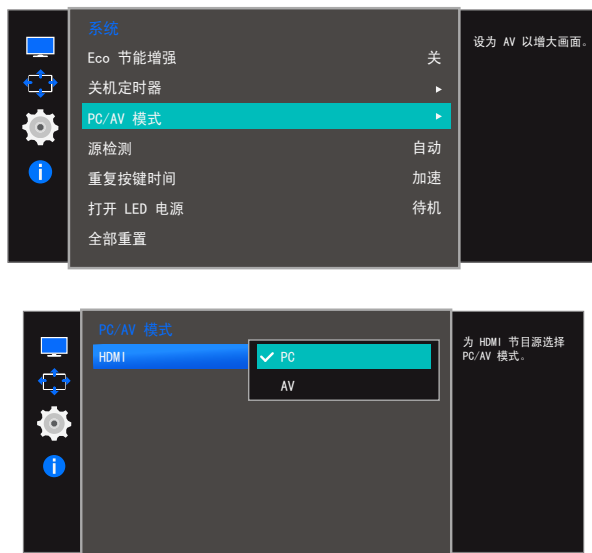 系统
Eco 节能增强 关
关机定时器
PC/AV 模式
源检测 自动
重复按键时间 加速
打开 LED 电源 待机
全部重置
设为 AV 以增大画面。
PC/AV 模式
HDMI
PC
AV
为 HDMI 节目源选择
PC/AV 模式。